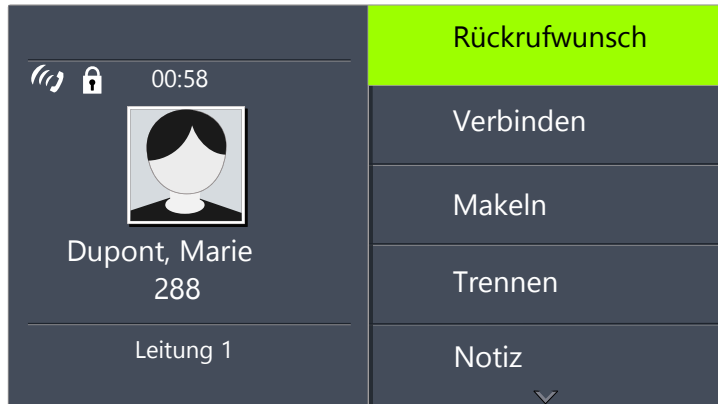 00:58
Dupont, Marie
288
Leitung 1
Rückrufwunsch
Verbinden
Makeln
Trennen
Notiz